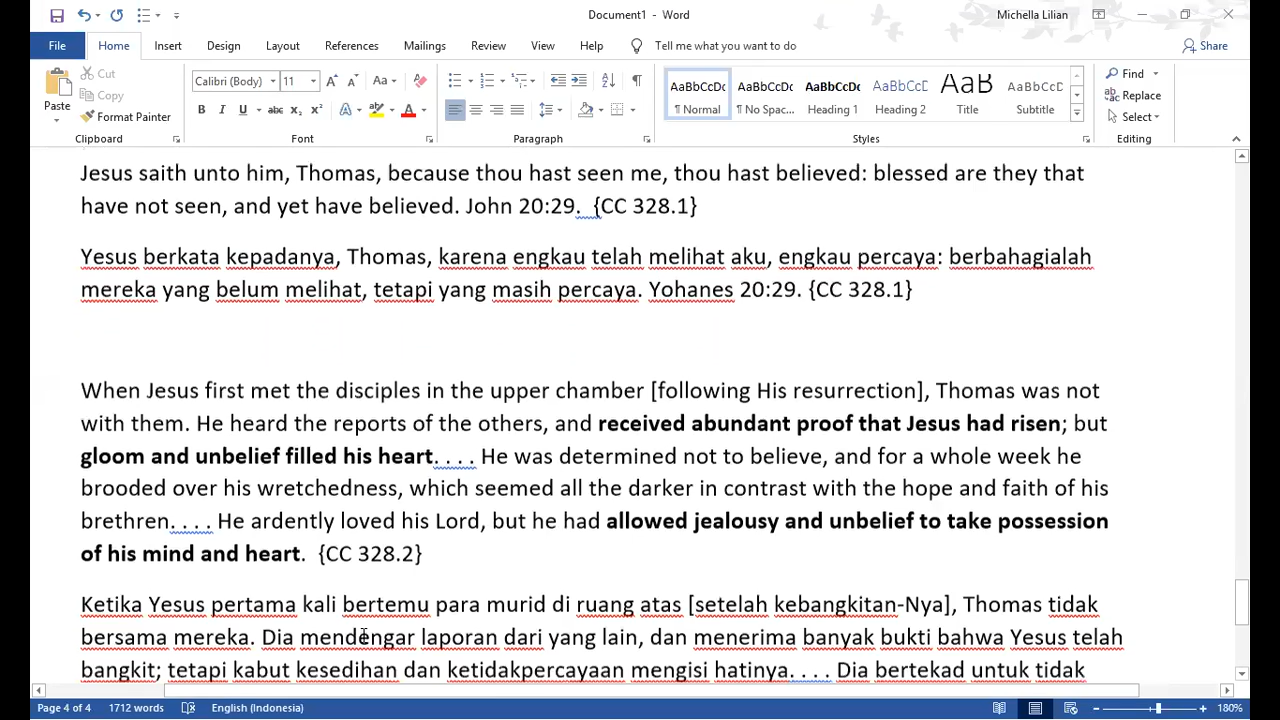 Document1 - Word
Michella Lilian
File Home Insert Design Layout References Mailings Review View Help Tell me what you want to do Share
Paste
Cut
Copy
Format Painter
Calibri (Body) 11
Find
Replace
Select
AaBbCcDc AaBbCcDc AaBbCcDc AaBbCcDc AaB AaBbCcDc
¶ Normal ¶ No Spac... Heading 1 Heading 2 Title Subtitle
Clipboard Font Paragraph Styles Editing
Jesus saith unto him, Thomas, because thou hast seen me, thou hast believed: blessed are they that
have not seen, and yet have believed. John 20:29.  {CC 328.1}
Yesus berkata kepadanya, Thomas, karena engkau telah melihat aku, engkau percaya: berbahagialah
mereka yang belum melihat, tetapi yang masih percaya. Yohanes 20:29. {CC 328.1}
When Jesus first met the disciples in the upper chamber [following His resurrection], Thomas was not
with them. He heard the reports of the others, and received abundant proof that Jesus had risen; but
gloom and unbelief filled his heart. . . . He was determined not to believe, and for a whole week he
brooded over his wretchedness, which seemed all the darker in contrast with the hope and faith of his
brethren. . . . He ardently loved his Lord, but he had allowed jealousy and unbelief to take possession
of his mind and heart.  {CC 328.2}
Ketika Yesus pertama kali bertemu para murid di ruang atas [setelah kebangkitan-Nya], Thomas tidak
bersama mereka. Dia mendengar laporan dari yang lain, dan menerima banyak bukti bahwa Yesus telah
bangkit; tetapi kabut kesedihan dan ketidakpercayaan mengisi hatinya. . . . Dia bertekad untuk tidak
Page 4 of 4 1712 words English (Indonesia) 180%